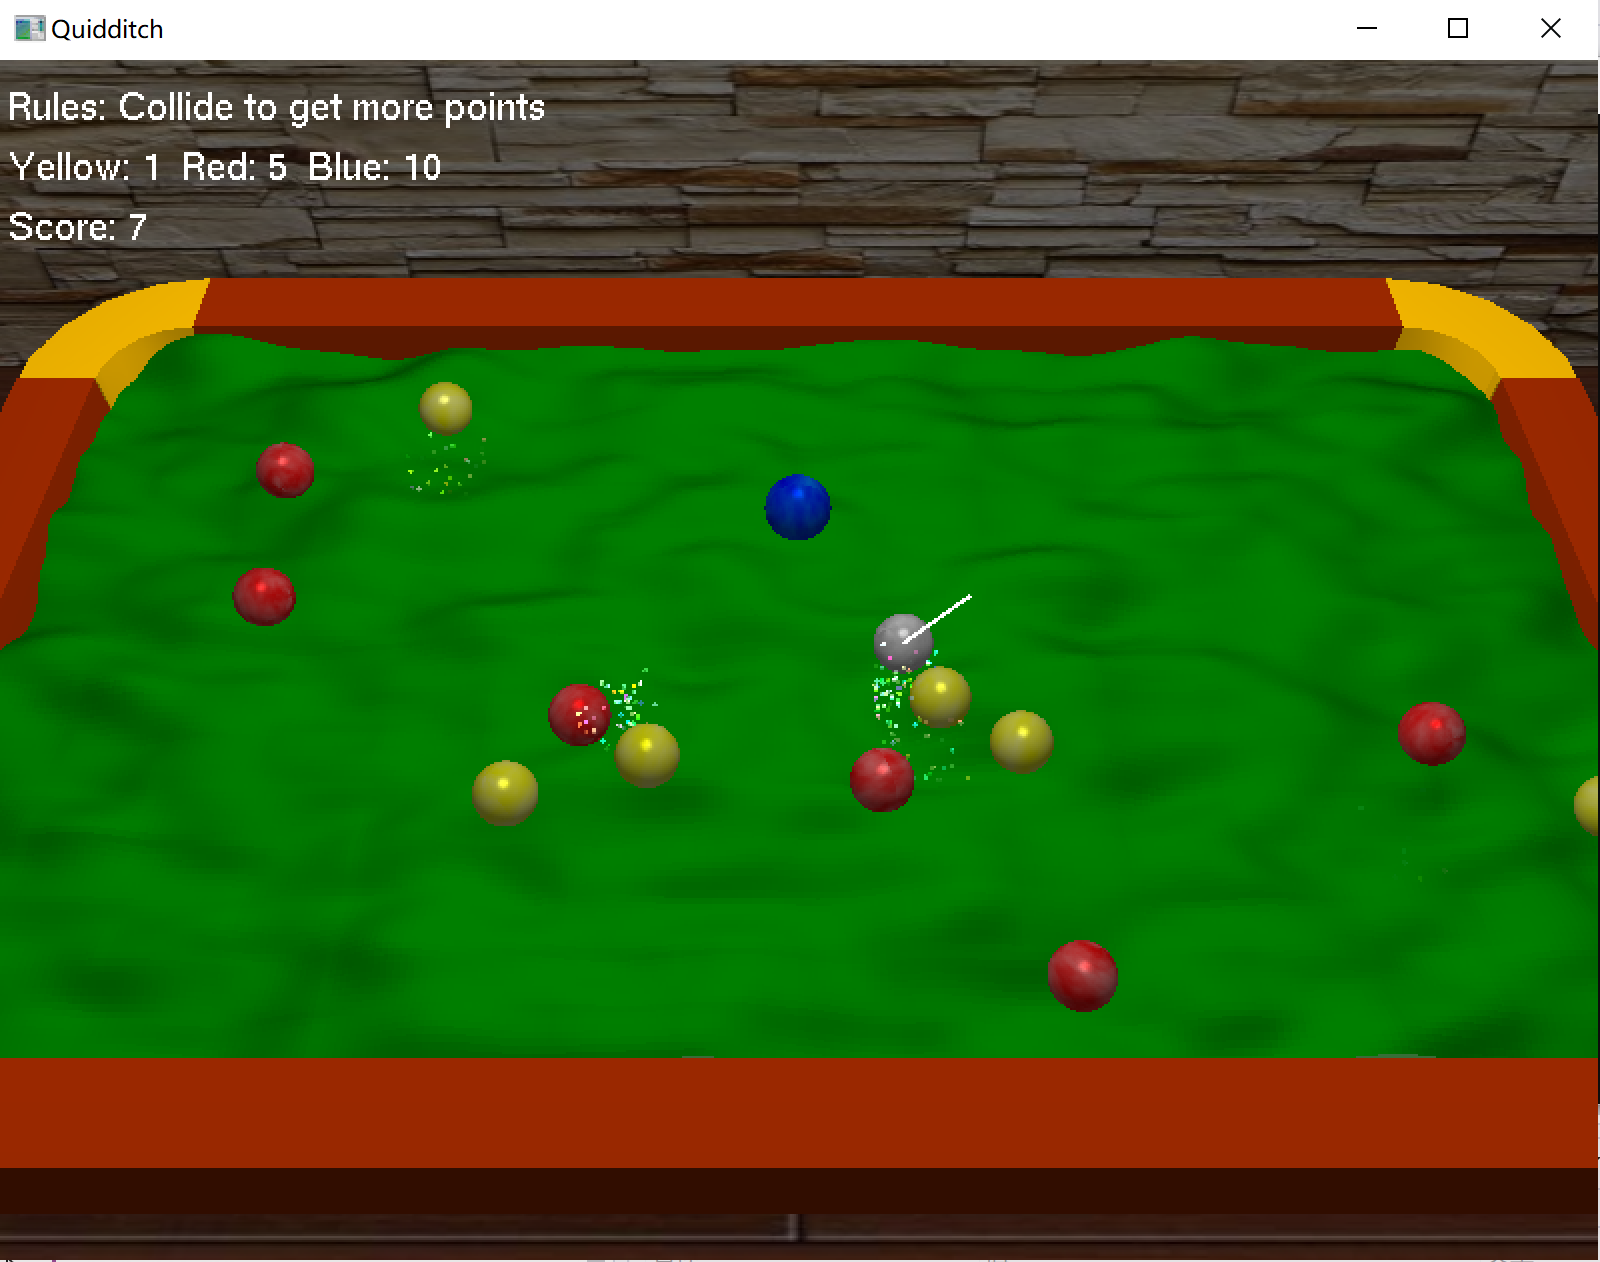 Quidditch
Rules: Collide to get more points
Yellow: 1 Red: 5 Blue: 10
Score: 7